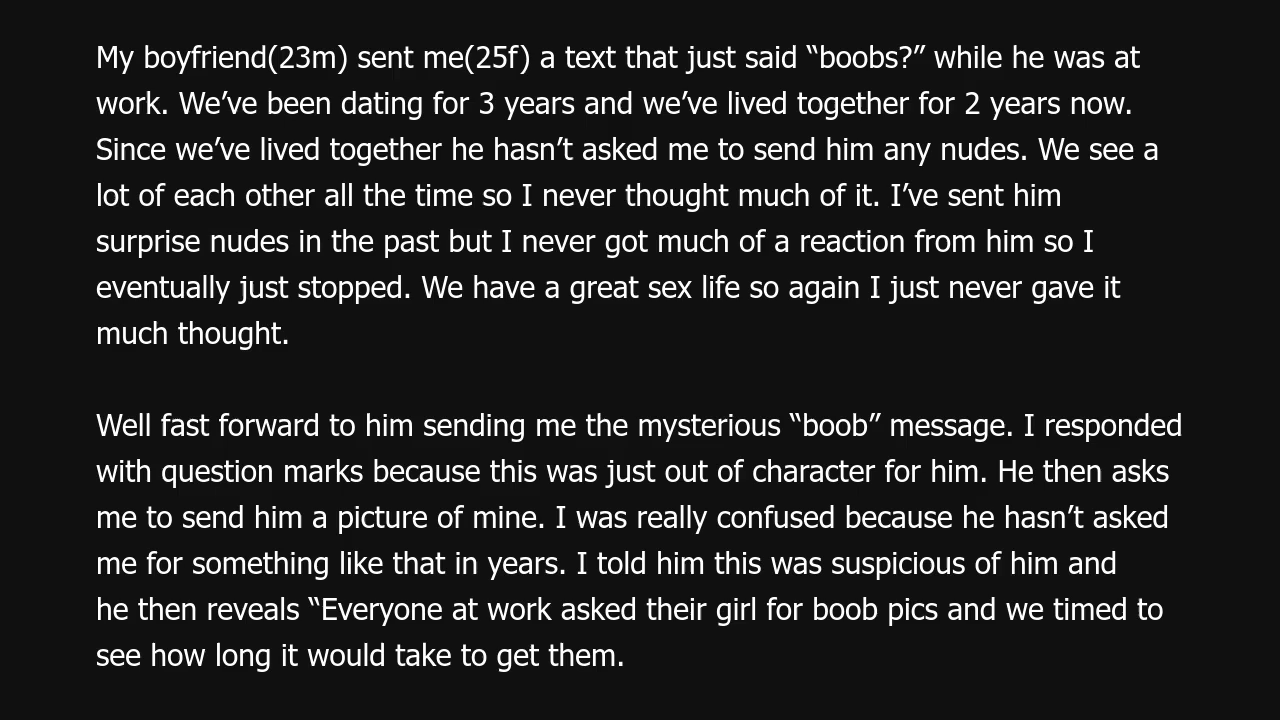 My boyfriend(23m) sent me(25f) a text that just said “boobs?” while he was at
work. We’ve been dating for 3 years and we’ve lived together for 2 years now.
Since we’ve lived together he hasn’t asked me to send him any nudes. We see a
lot of each other all the time so I never thought much of it. I’ve sent him
surprise nudes in the past but I never got much of a reaction from him so I
eventually just stopped. We have a great sex life so again I just never gave it
much thought.

Well fast forward to him sending me the mysterious “boob” message. I responded
with question marks because this was just out of character for him. He then asks
me to send him a picture of mine. I was really confused because he hasn’t asked
me for something like that in years. I told him this was suspicious of him and
he then reveals “Everyone at work asked their girl for boob pics and we timed to
see how long it would take to get them.